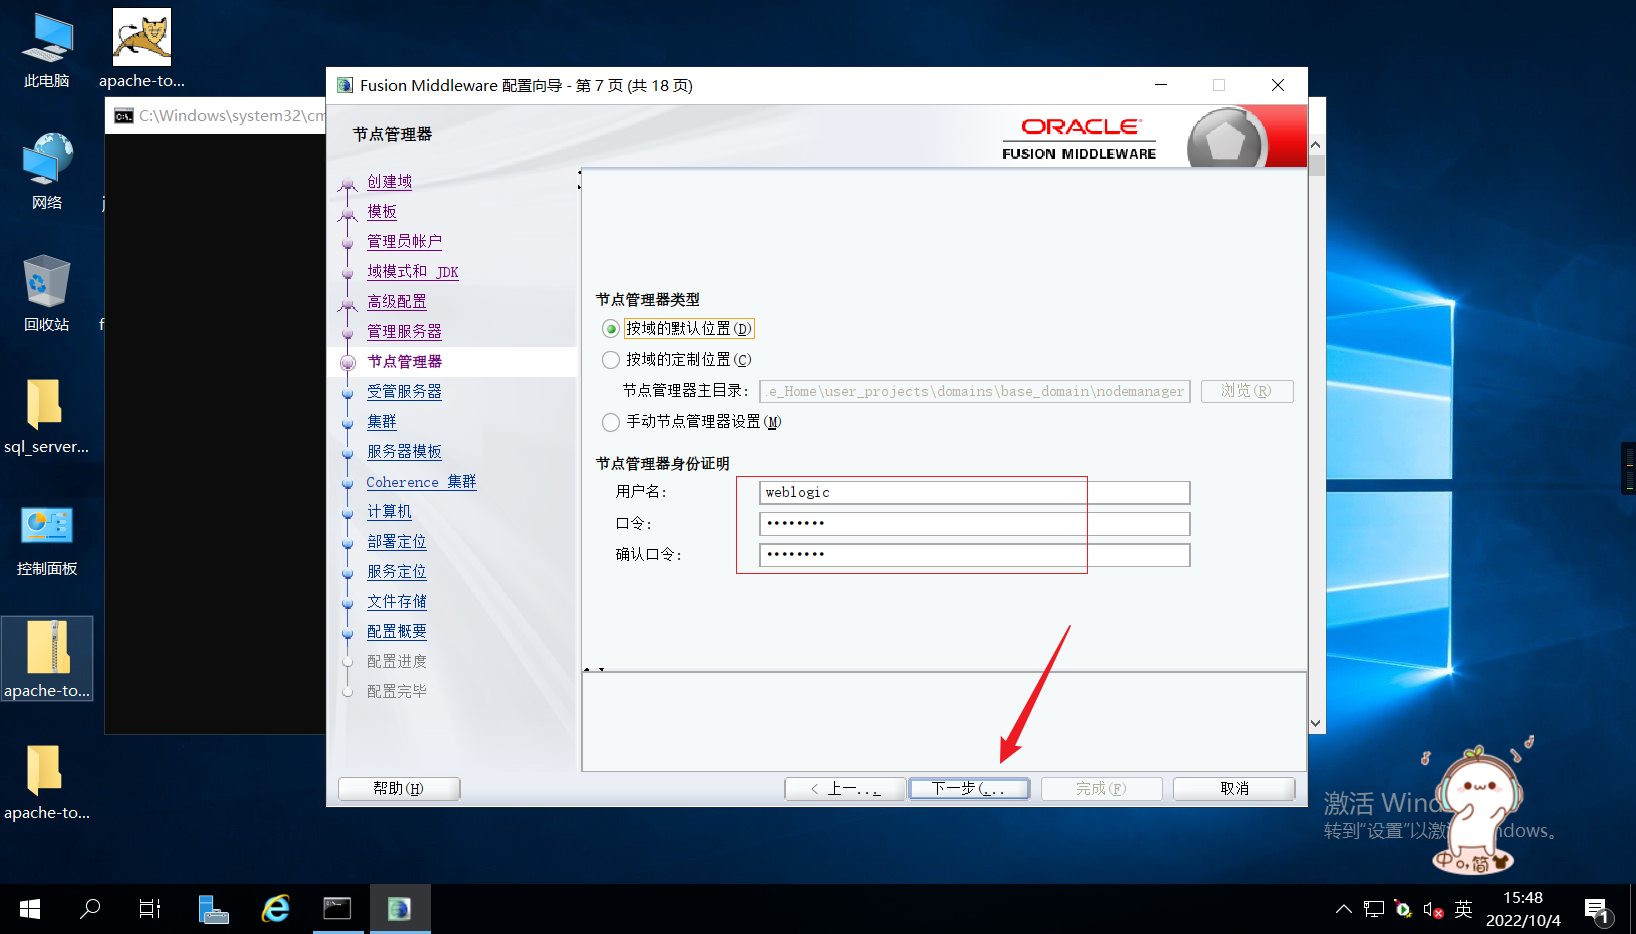 此电脑
apache-to...
网络
j
回收站
f
sql_server...
控制面板
apache-to...
apache-to...
C:\Windows\system32\cm
Fusion Middleware 配置向导 - 第 7 页 (共 18 页)
节点管理器
ORACLE
FUSION MIDDLEWARE
创建域
模板
管理员帐户
域模式和 JDK
高级配置
管理服务器
节点管理器
受管服务器
集群
服务器模板
Coherence 集群
计算机
部署定位
服务定位
文件存储
配置概要
配置进度
配置完毕
节点管理器类型
按域的默认位置(D)
按域的定制位置(C)
节点管理器主目录: .e_Home\user_projects\domains\base_domain\nodemanager 浏览(R)
手动节点管理器设置(M)
节点管理器身份证明
用户名: weblogic
口令: ••••••••
确认口令: ••••••••
帮助(H) < 上一... 下一步(... 完成(F) 取消
激活 Wind
转到“设置”以激 ndows。
中 简
英
15:48
2022/10/4
1